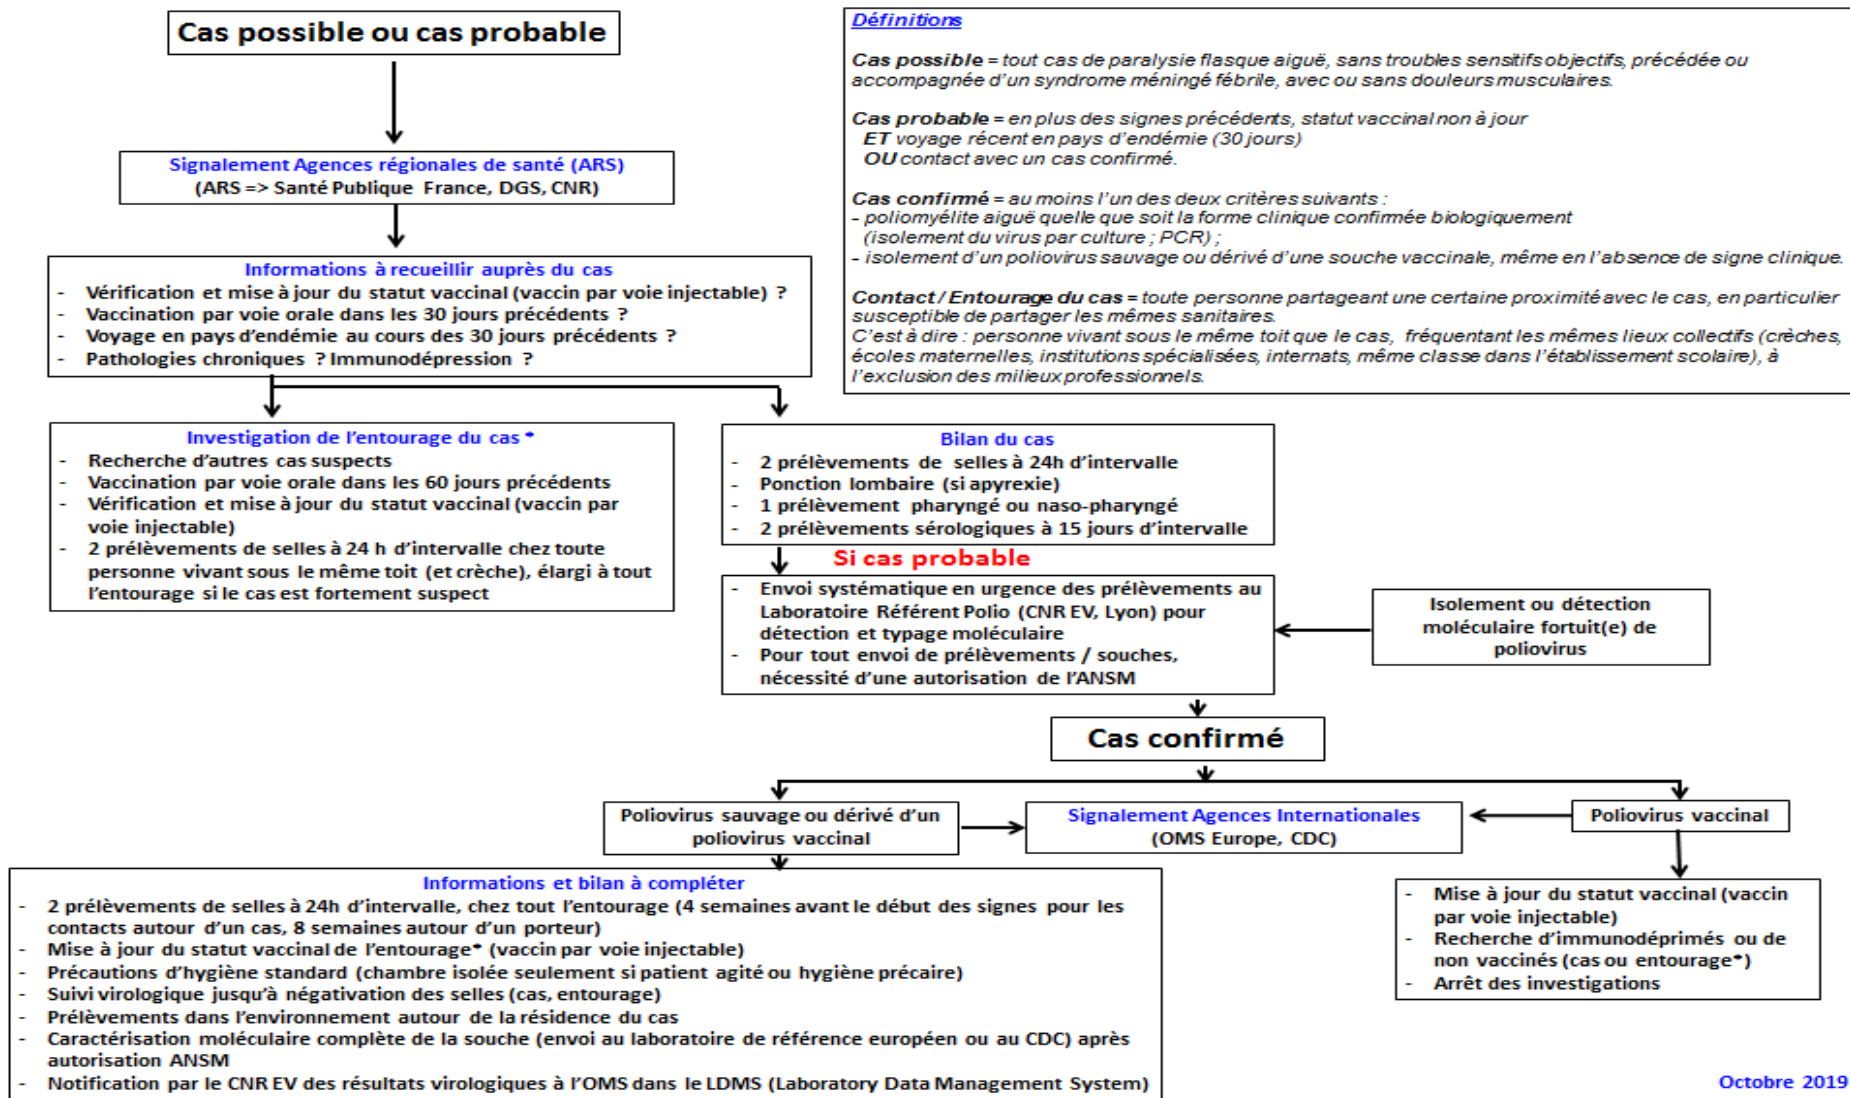 Cas possible ou cas probable
Signalement Agences régionales de santé (ARS)
(ARS => Santé Publique France, DGS, CNR)
Informations à recueillir auprès du cas
- Vérification et mise à jour du statut vaccinal (vaccin par voie injectable) ?
- Vaccination par voie orale dans les 30 jours précédents ?
- Voyage en pays d'endémie au cours des 30 jours précédents ?
- Pathologies chroniques ? Immunodépression ?
Définitions
Cas possible = tout cas de paralysie flasque aiguë, sans troubles sensitifs objectifs, précédée ou
accompagnée d'un syndrome méningé fébrile, avec ou sans douleurs musculaires.
Cas probable = en plus des signes précédents, statut vaccinal non à jour
ET voyage récent en pays d'endémie (30 jours)
OU contact avec un cas confirmé.
Cas confirmé = au moins l'un des deux critères suivants :
- poliomyélite aiguë quelle que soit la forme clinique confirmée biologiquement
(isolement du virus par culture ; PCR) ;
- isolement d'un poliovirus sauvage ou dérivé d'une souche vaccinale, même en l'absence de signe clinique.
Contact / Entourage du cas = toute personne partageant une certaine proximité avec le cas, en particulier
susceptible de partager les mêmes sanitaires.
C'est à dire : personne vivant sous le même toit que le cas, fréquentant les mêmes lieux collectifs (crèches,
écoles maternelles, institutions spécialisées, internats, même classe dans l'établissement scolaire), à
l'exclusion des milieux professionnels.
Investigation de l'entourage du cas *
- Recherche d'autres cas suspects
- Vaccination par voie orale dans les 60 jours précédents
- Vérification et mise à jour du statut vaccinal (vaccin par
voie injectable)
- 2 prélèvements de selles à 24 h d'intervalle chez toute
personne vivant sous le même toit (et crèche), élargi à tout
l'entourage si le cas est fortement suspect
Bilan du cas
- 2 prélèvements de selles à 24h d'intervalle
- Ponction lombaire (si apyrexie)
- 1 prélèvement pharyngé ou naso-pharyngé
- 2 prélèvements sérologiques à 15 jours d'intervalle
Si cas probable
- Envoi systématique en urgence des prélèvements au
Laboratoire Référent Polio (CNR EV, Lyon) pour
détection et typage moléculaire
- Pour tout envoi de prélèvements / souches,
nécessité d'une autorisation de l'ANSM
Isolement ou détection
moléculaire fortuit(e) de
poliovirus
Cas confirmé
Poliovirus sauvage ou dérivé d'un
poliovirus vaccinal
Signalement Agences Internationales
(OMS Europe, CDC)
Poliovirus vaccinal
Informations et bilan à compléter
- 2 prélèvements de selles à 24h d'intervalle, chez tout l'entourage (4 semaines avant le début des signes pour les
contacts autour d'un cas, 8 semaines autour d'un porteur)
- Mise à jour du statut vaccinal de l'entourage* (vaccin par voie injectable)
- Précautions d'hygiène standard (chambre isolée seulement si patient agité ou hygiène précaire)
- Suivi virologique jusqu'à négativation des selles (cas, entourage)
- Prélèvements dans l'environnement autour de la résidence du cas
- Caractérisation moléculaire complète de la souche (envoi au laboratoire de référence européen ou au CDC) après
autorisation ANSM
- Notification par le CNR EV des résultats virologiques à l'OMS dans le LDMS (Laboratory Data Management System)
- Mise à jour du statut vaccinal (vaccin
par voie injectable)
- Recherche d'immunodéprimés ou de
non vaccinés (cas ou entourage*)
- Arrêt des investigations
Octobre 2019